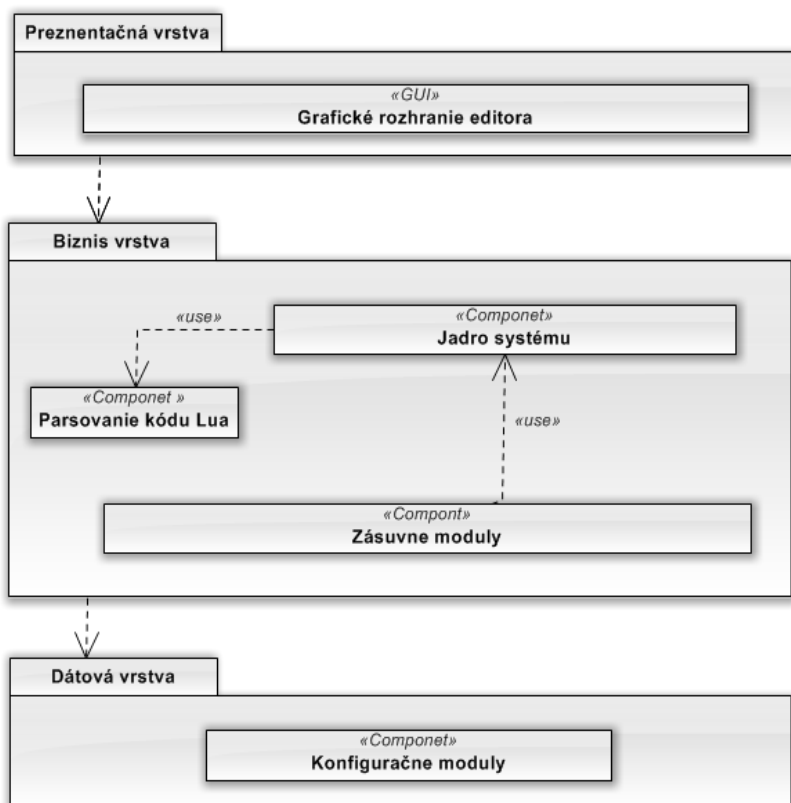 Preznentačná vrstva
«GUI»
Grafické rozhranie editora
Biznis vrstva
«Componet»
Jadro systému
«use»
«Componet »
Parsovanie kódu Lua
«use»
«Compont»
Zásuvne moduly
Dátová vrstva
«Componet»
Konfiguračne moduly